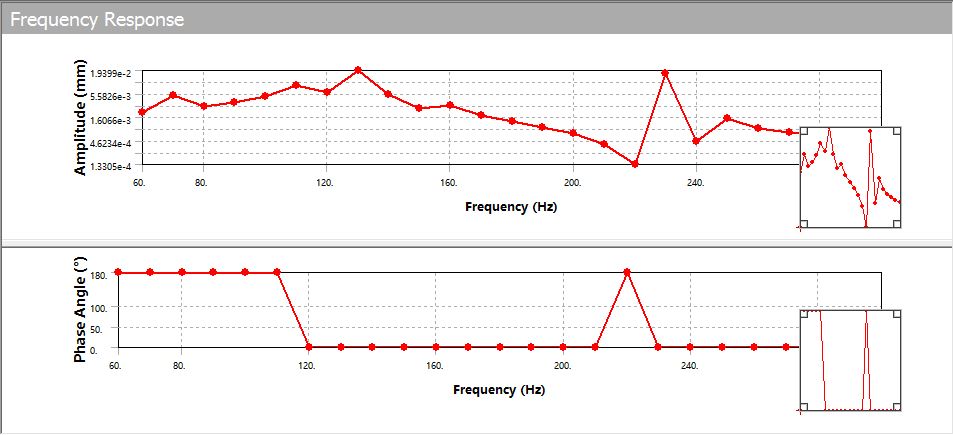 Frequency Response
Amplitude (mm)
1.9399e-2
5.5826e-3
1.6066e-3
4.6234e-4
1.3305e-4
60. 80. 120. 160. 200. 240.
Frequency (Hz)
Phase Angle (°)
180.
100.
50.
0.
60. 80. 120. 160. 200. 240.
Frequency (Hz)